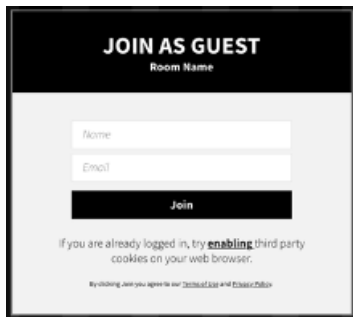 JOIN AS GUEST
Room Name
Name
Email
Join
If you are already logged in, try enabling third party
cookies on your web browser.
By clicking Join you agree to our Terms of Use and Privacy Policy.